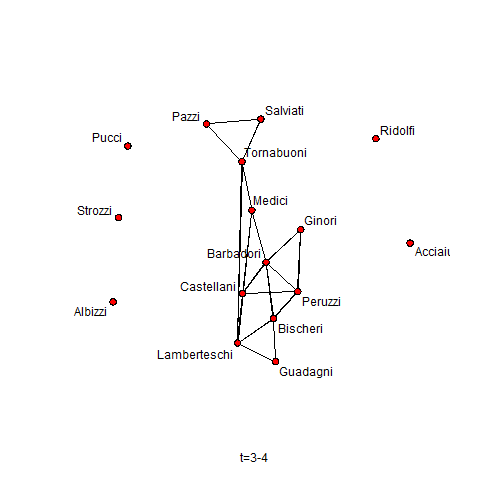 Salviati
Pazzi
Ridolfi
Pucci
Tornabuoni
Medici
Strozzi
Ginori
Barbadori
Acciaiu
Castellani
Peruzzi
Albizzi
Bischeri
Lamberteschi
Guadagni
t=3-4